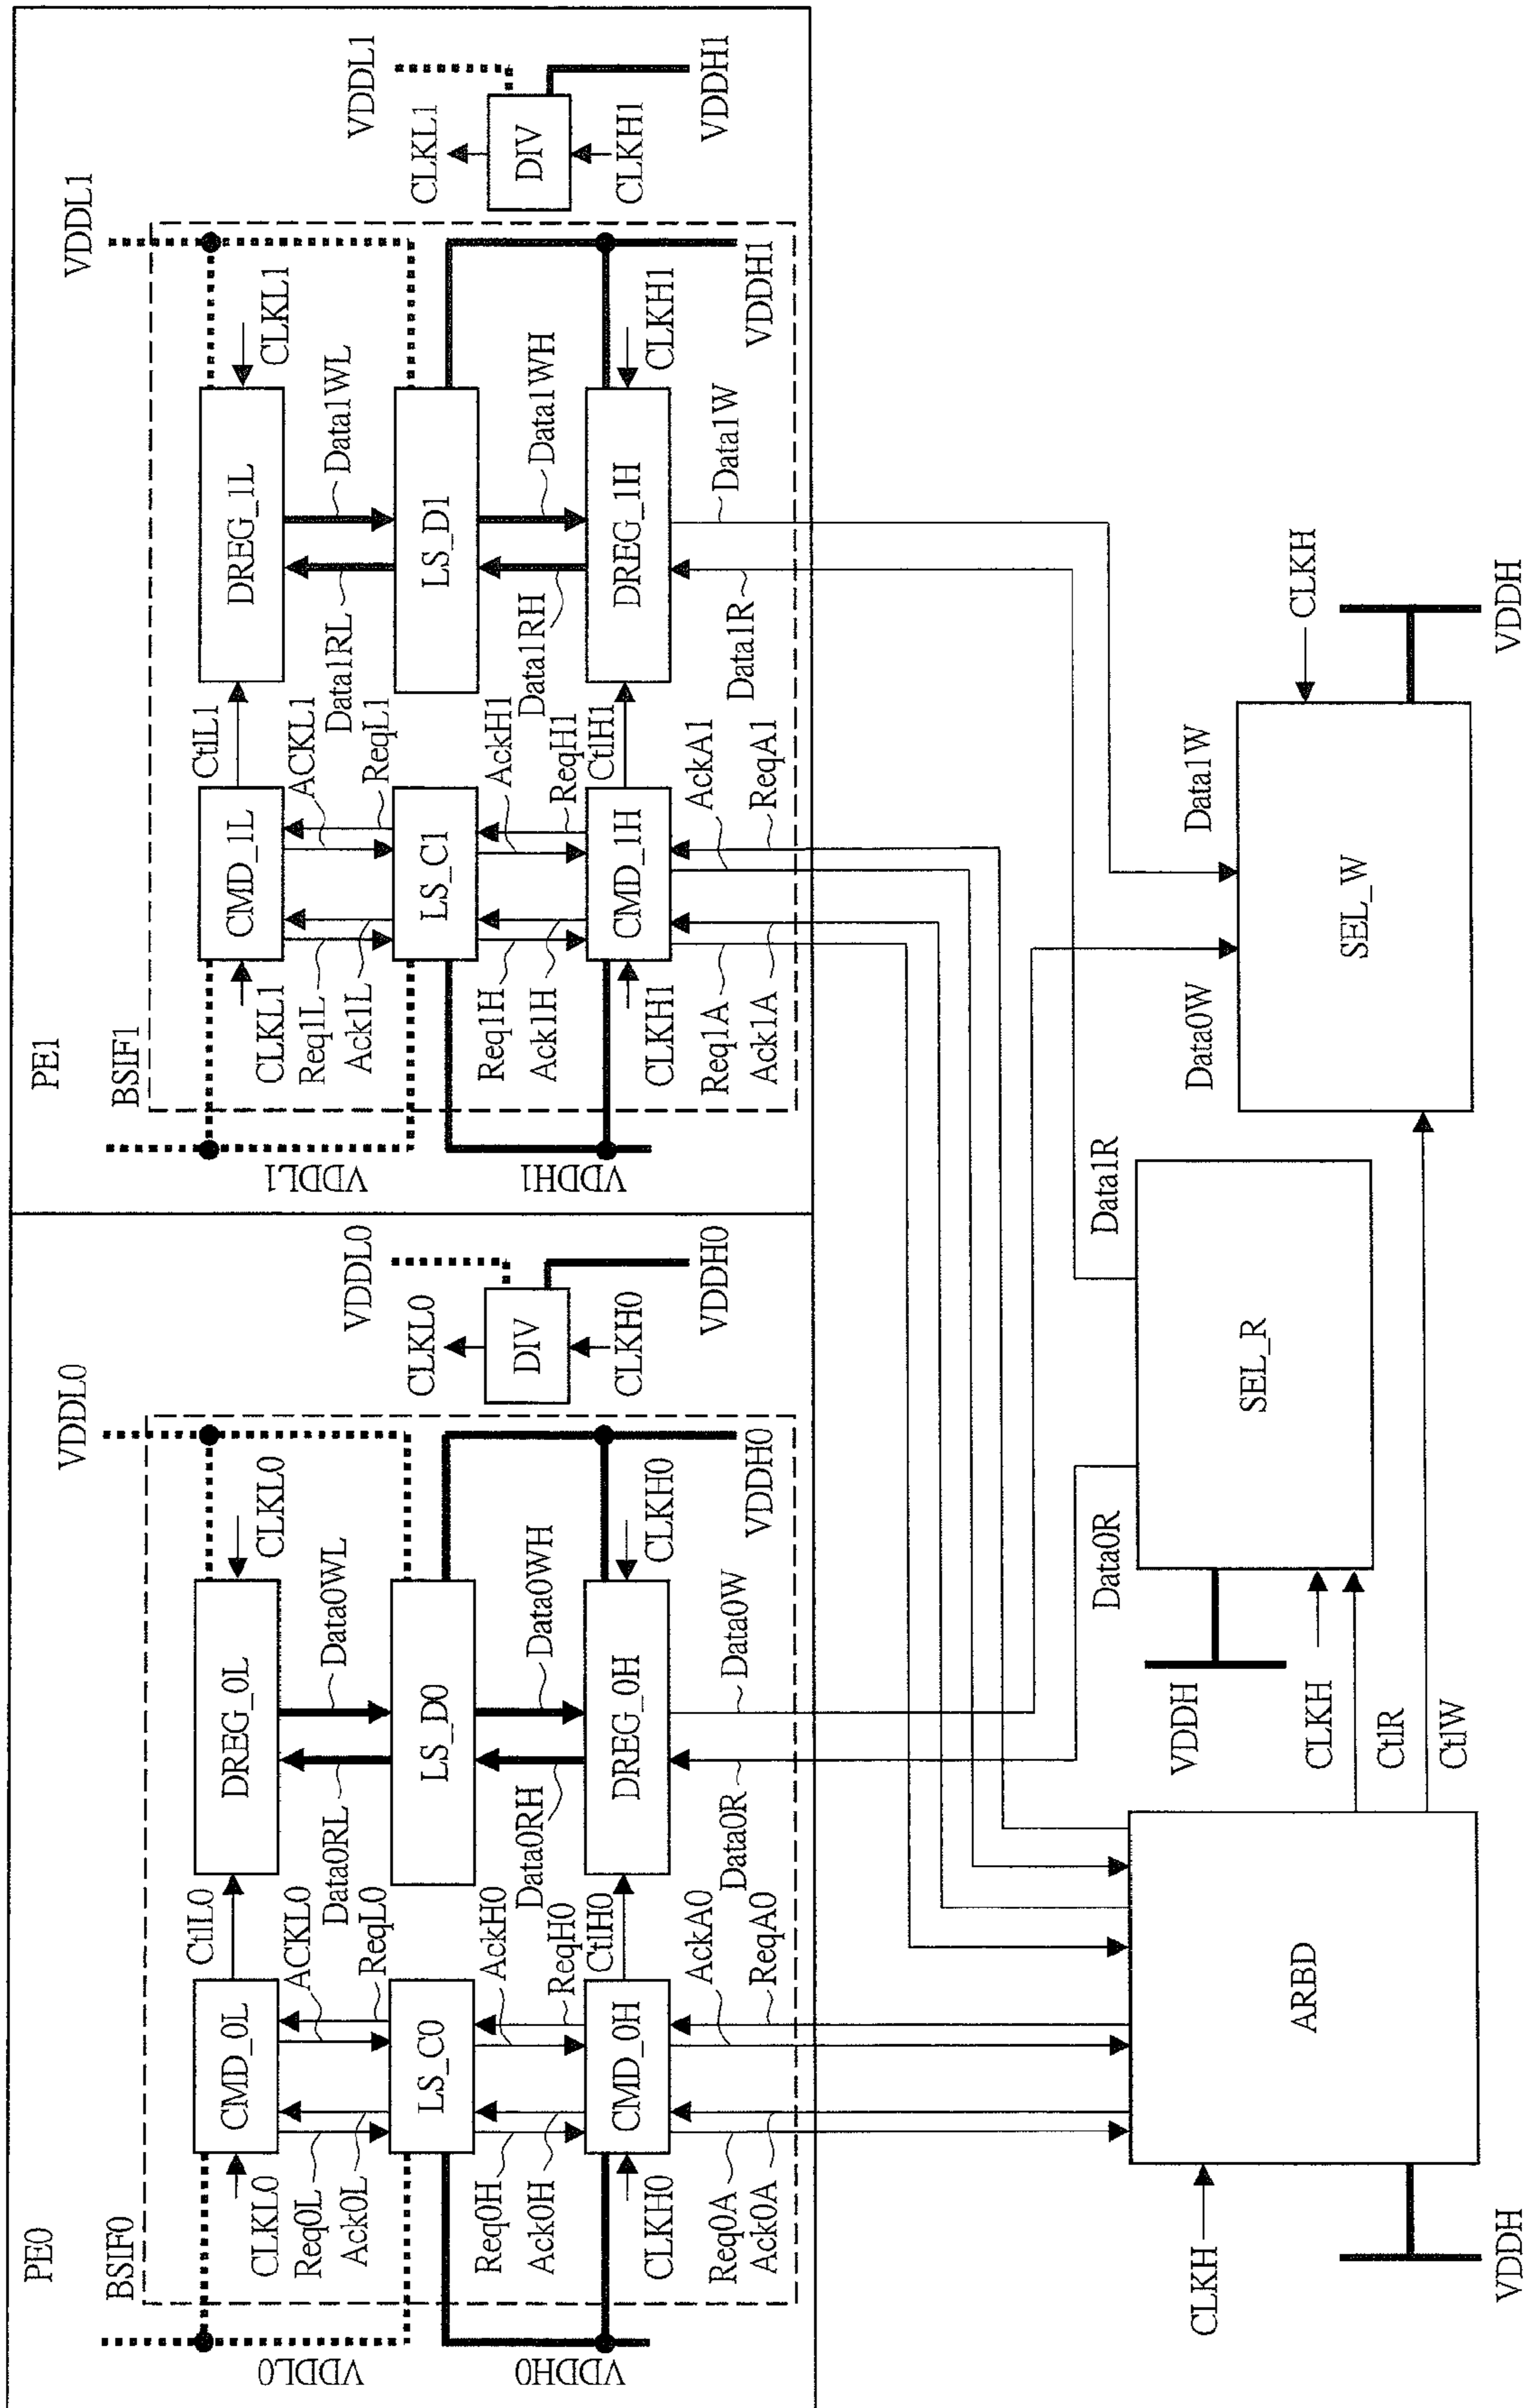 PE0
BSIF0
VDDL0
VDDL0
VDDH0
CLKL0
Req0L
Ack0L
CMD_0L
CtlL0
ACKL0
Data0RL
ReqL0
DREG_0L
CLKL0
Data0WL
LS_C0
LS_D0
Req0H
Ack0H
AckH0
Data0RH
ReqH0
CtlH0
Data0WH
CLKH0
CMD_0H
DREG_0H
CLKH0
VDDH0
Req0A
Ack0A
AckA0
ReqA0
Data0R
Data0W
VDDL0
CLKL0
DIV
CLKH0
VDDH0
PE1
BSIF1
VDDL1
VDDL1
VDDH1
CLKL1
Req1L
Ack1L
CMD_1L
CtlL1
ACKL1
Data1RL
ReqL1
DREG_1L
CLKL1
Data1WL
LS_C1
LS_D1
Req1H
Ack1H
AckH1
Data1RH
ReqH1
CtlH1
Data1WH
CLKH1
CMD_1H
DREG_1H
CLKH1
VDDH1
Req1A
Ack1A
AckA1
ReqA1
Data1R
Data1W
VDDL1
CLKL1
DIV
CLKH1
VDDH1
CLKH
ARBD
VDDH
VDDH
CLKH
CtlR
CtlW
Data0R
Data1R
SEL_R
Data0W
Data1W
SEL_W
CLKH
VDDH